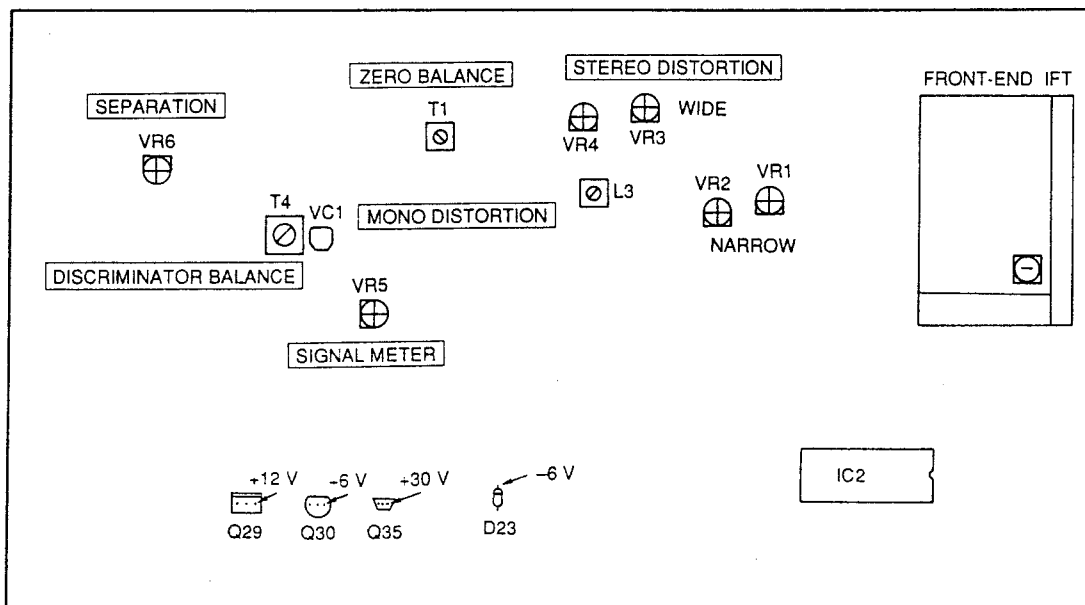 ZERO BALANCE
STEREO DISTORTION
FRONT-END IFT
SEPARATION
T1
WIDE
VR6
VR4
VR3
VR1
T4
VC1
MONO DISTORTION
L3
VR2
NARROW
DISCRIMINATOR BALANCE
VR5
SIGNAL METER
+12 V
–6 V
+30 V
–6 V
IC2
Q29
Q30
Q35
D23